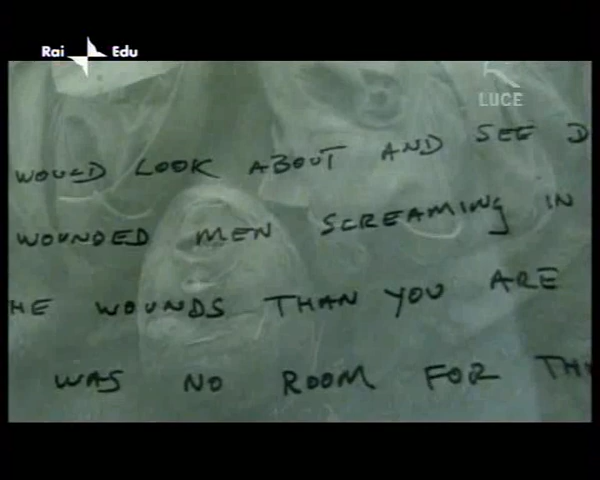 Rai Edu
LUCE
WOULD LOOK ABOUT AND SEE D
WOUNDED MEN SCREAMING IN
HE WOUNDS THAN YOU ARE
WAS NO ROOM FOR TH